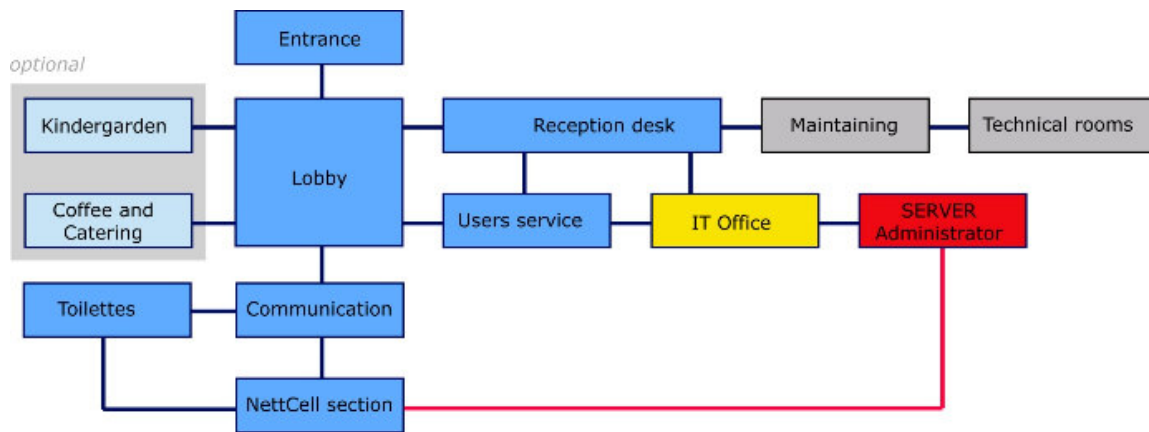 Entrance
optional
Kindergarden
Reception desk
Maintaining
Technical rooms
Lobby
Coffee and
Catering
Users service
IT Office
SERVER
Administrator
Toilettes
Communication
NettCell section